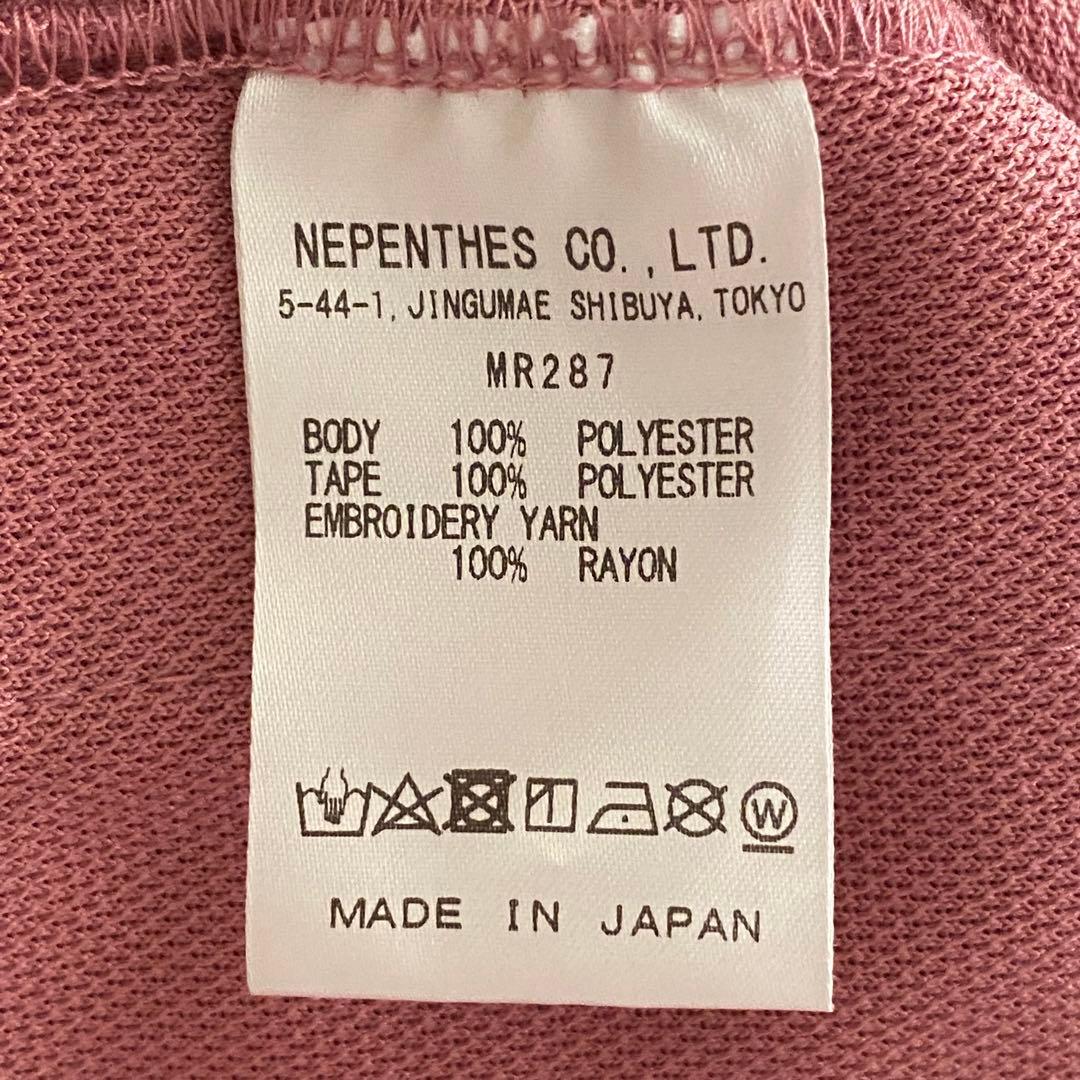 NEPENTHES CO.,LTD.
5-44-1, JINGUMAE SHIBUYA, TOKYO
MR287
BODY 100% POLYESTER
TAPE 100% POLYESTER
EMBROIDERY YARN
100% RAYON
W
MADE IN JAPAN